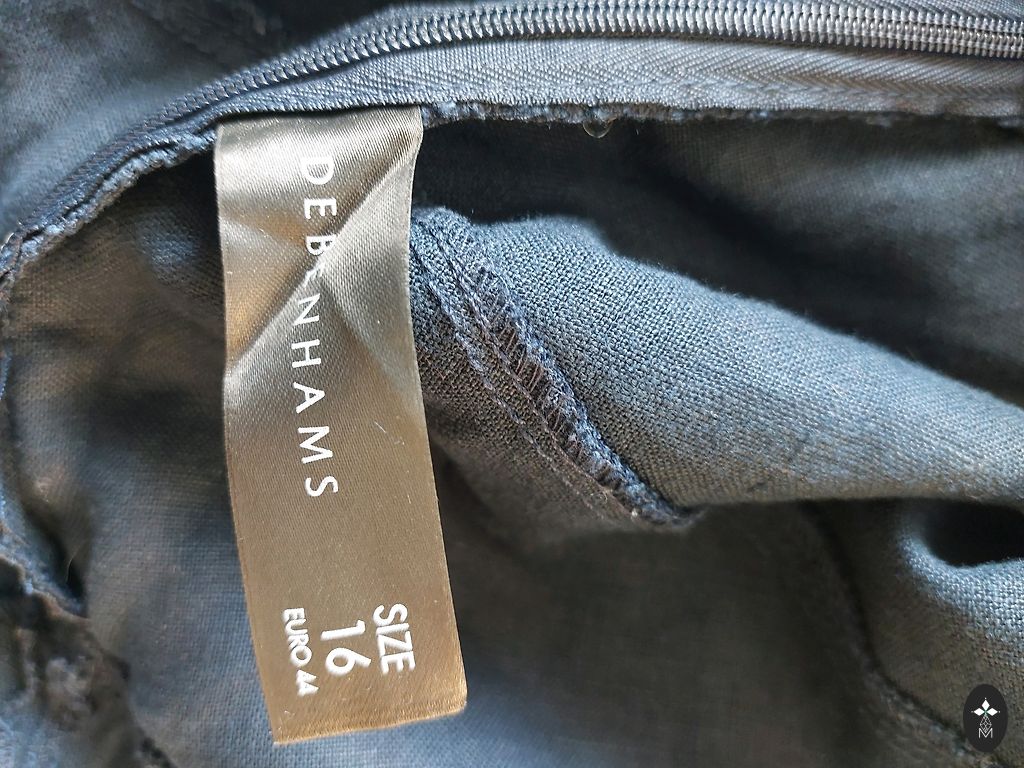 DEBENHAMS
SIZE
16
EURO 44